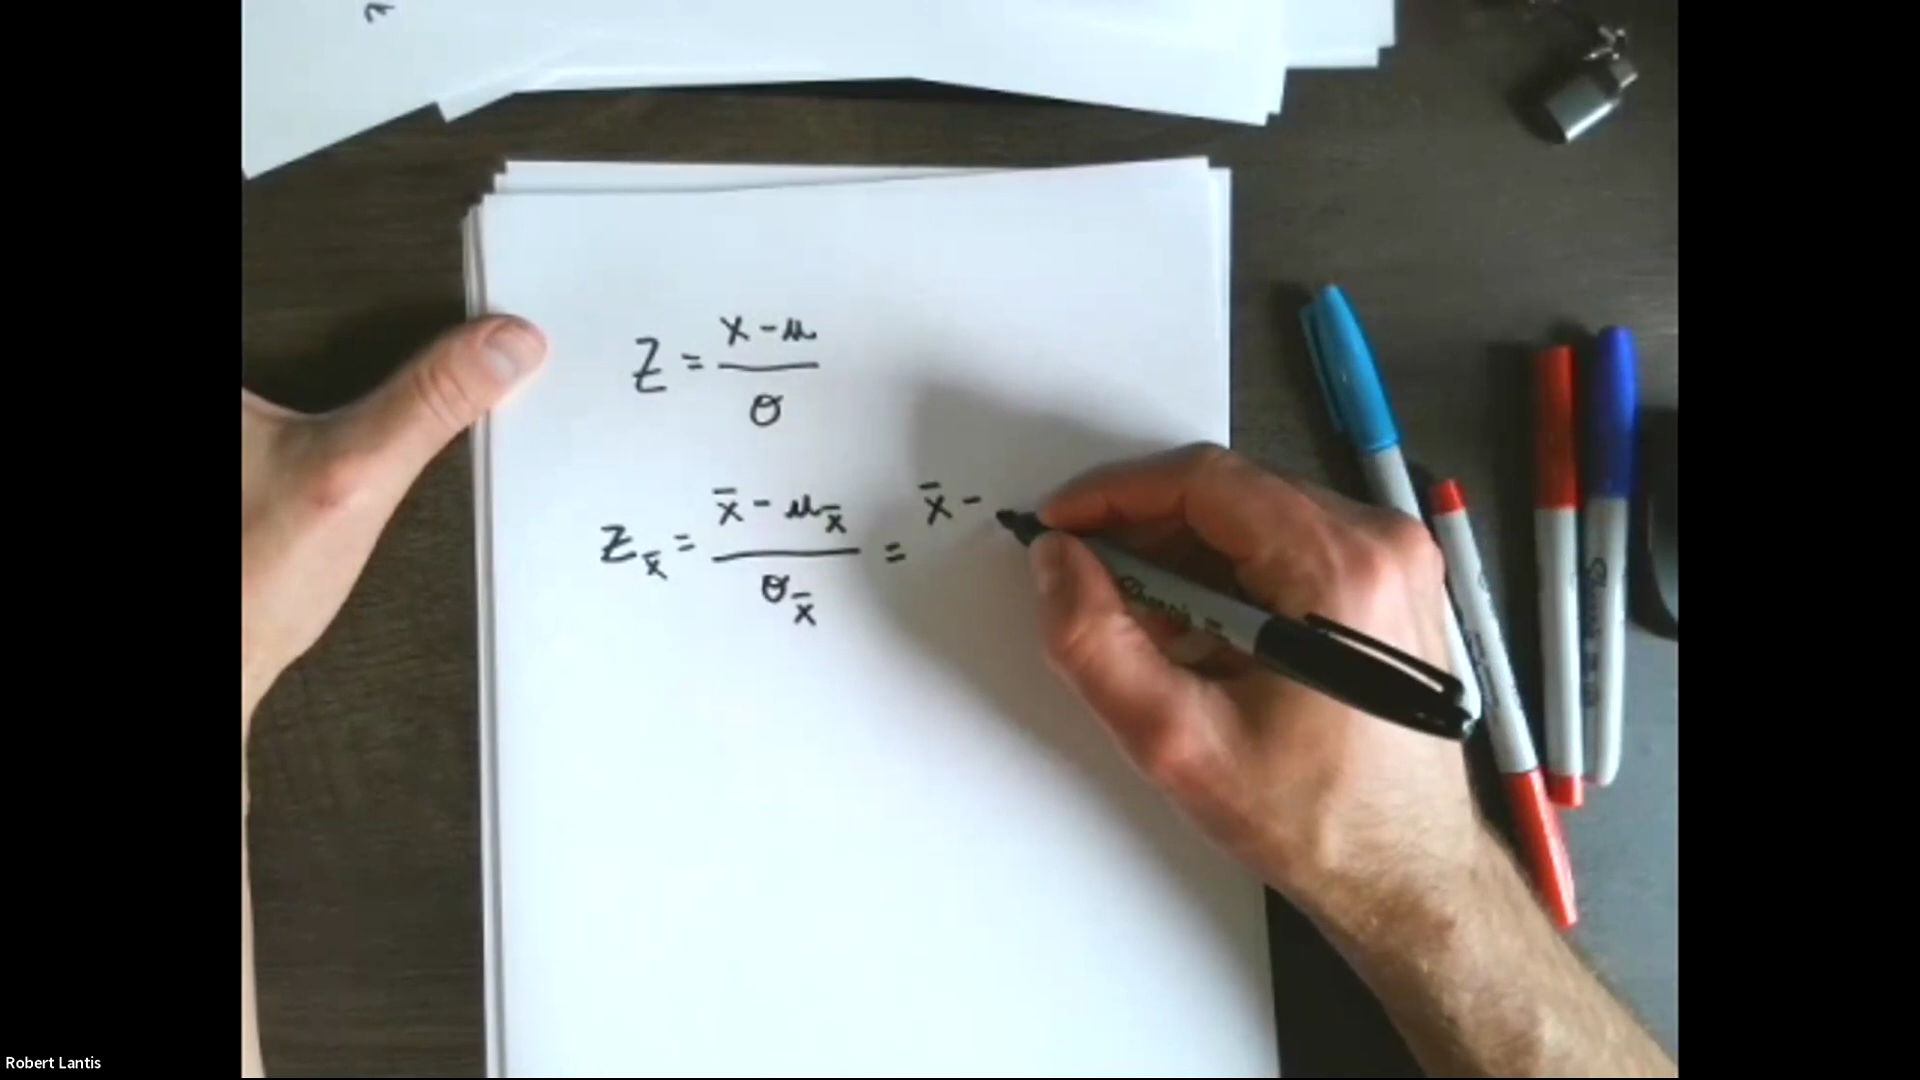 Z = (x - μ) / σ
Z_x̄ = (x̄ - μ_x̄) / σ_x̄ = x̄ -
Robert Lantis